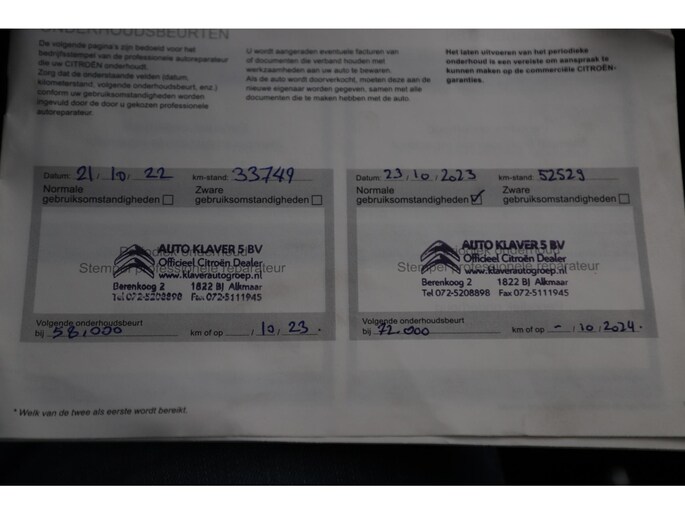 ONDERHOUDSBEURTEN
De volgende pagina's zijn bedoeld voor het
bedrijfsstempel van de professionele autoreparateur
die uw CITROËN onderhoudt.
Zorg dat de onderstaande velden (datum,
kilometerstand, volgende onderhoudsbeurt, enz.)
conform uw gebruiksomstandigheden worden
ingevuld door de door u gekozen professionele
autoreparateur.
U wordt aangeraden eventuele facturen van
of documenten die verband houden met
werkzaamheden aan uw auto te bewaren.
Als de auto wordt doorverkocht, moeten deze aan de
nieuwe eigenaar worden gegeven, samen met alle
documenten die te maken hebben met de auto.
Het laten uitvoeren van het periodieke
onderhoud is een vereiste om aanspraak te
kunnen maken op de commerciële CITROËN-
garanties.
Datum: 21, 10, 22 km-stand: 33749
Normale Zware
gebruiksomstandigheden gebruiksomstandigheden
AUTO KLAVER 5 BV
Periodiek onderhoud
Officieel Citroën Dealer
Stempel professionele reparateur
www.klaverautogroep.nl
Berenkoog 2 1822 BJ Alkmaar
Tel 072-5208898 Fax 072-5111945
Volgende onderhoudsbeurt
bij 58.000 km of op / 10, 23.
Datum: 23, 10, 2023 km-stand: 52529
Normale Zware
gebruiksomstandigheden gebruiksomstandigheden
AUTO KLAVER 5 BV
Periodiek onderhoud
Officieel Citroën Dealer
Stempel professionele reparateur
www.klaverautogroep.nl
Berenkoog 2 1822 BJ Alkmaar
Tel 072-5208898 Fax 072-5111945
Volgende onderhoudsbeurt
bij 72.000 km of op - , 10, 2024.
* Welk van de twee als eerste wordt bereikt.